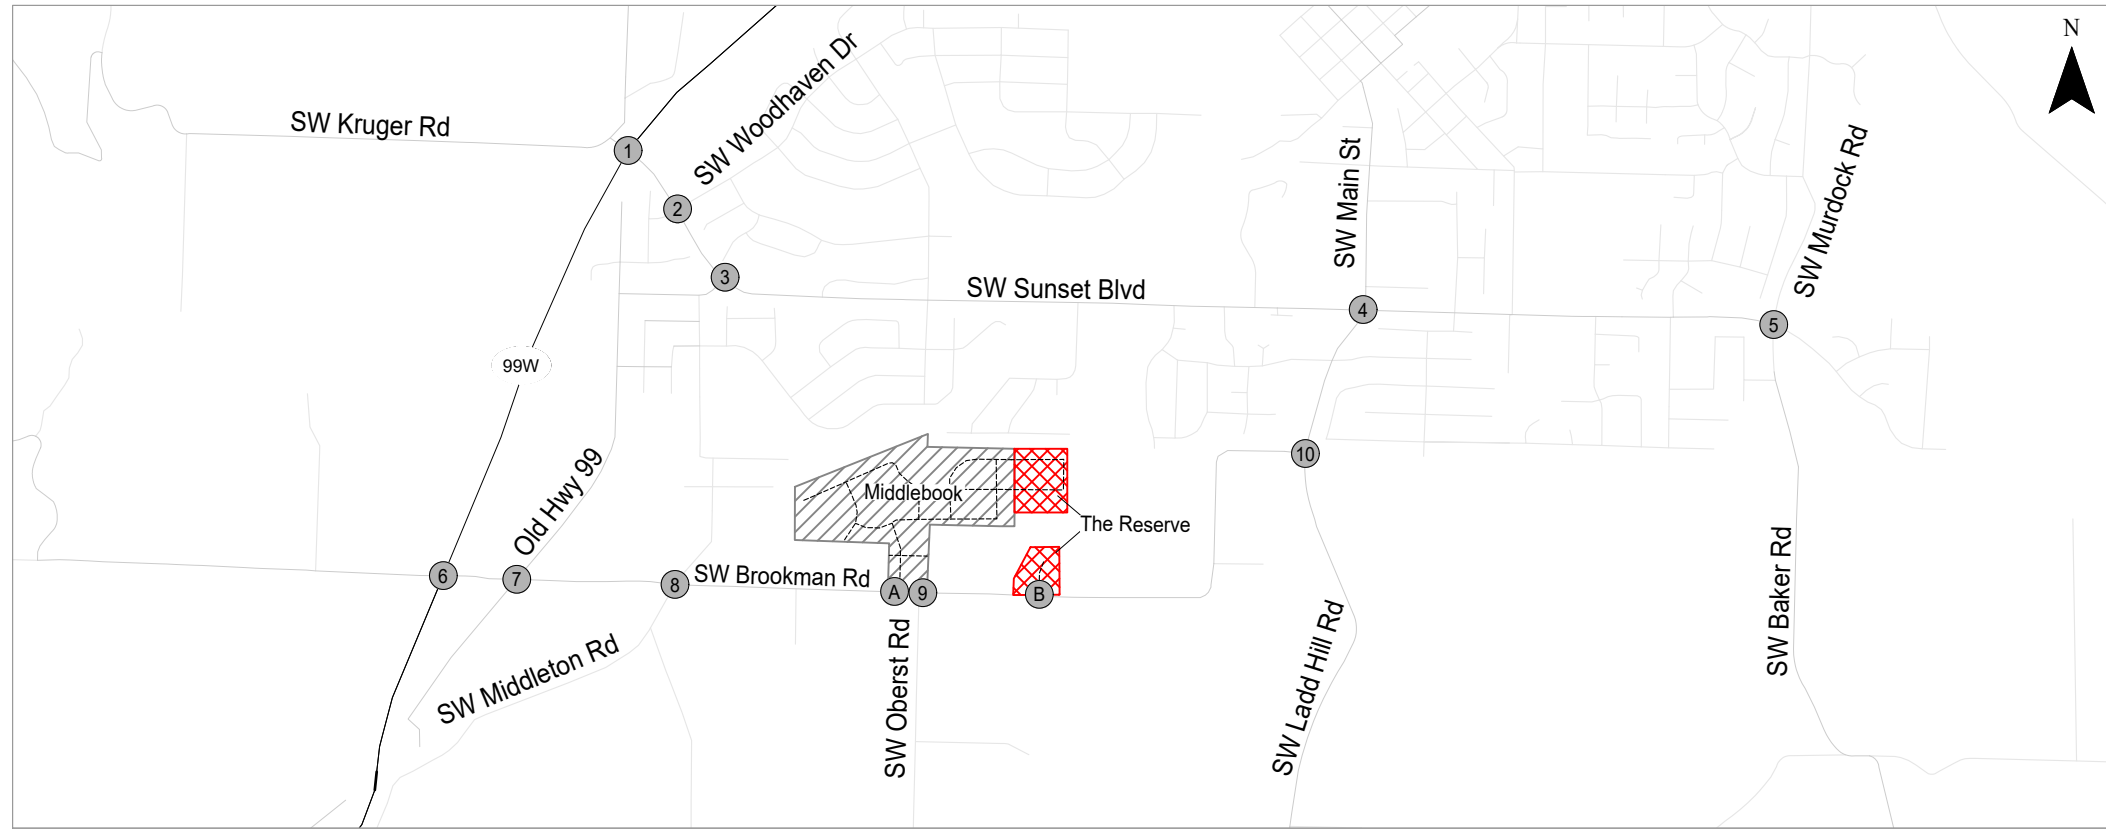 N
SW Kruger Rd
SW Woodhaven Dr
1
2
3
SW Main St
SW Murdock Rd
SW Sunset Blvd
4
5
99W
Old Hwy 99
10
Middlebook
The Reserve
6
7
8
SW Brookman Rd
A
9
B
SW Middleton Rd
SW Oberst Rd
SW Ladd Hill Rd
SW Baker Rd